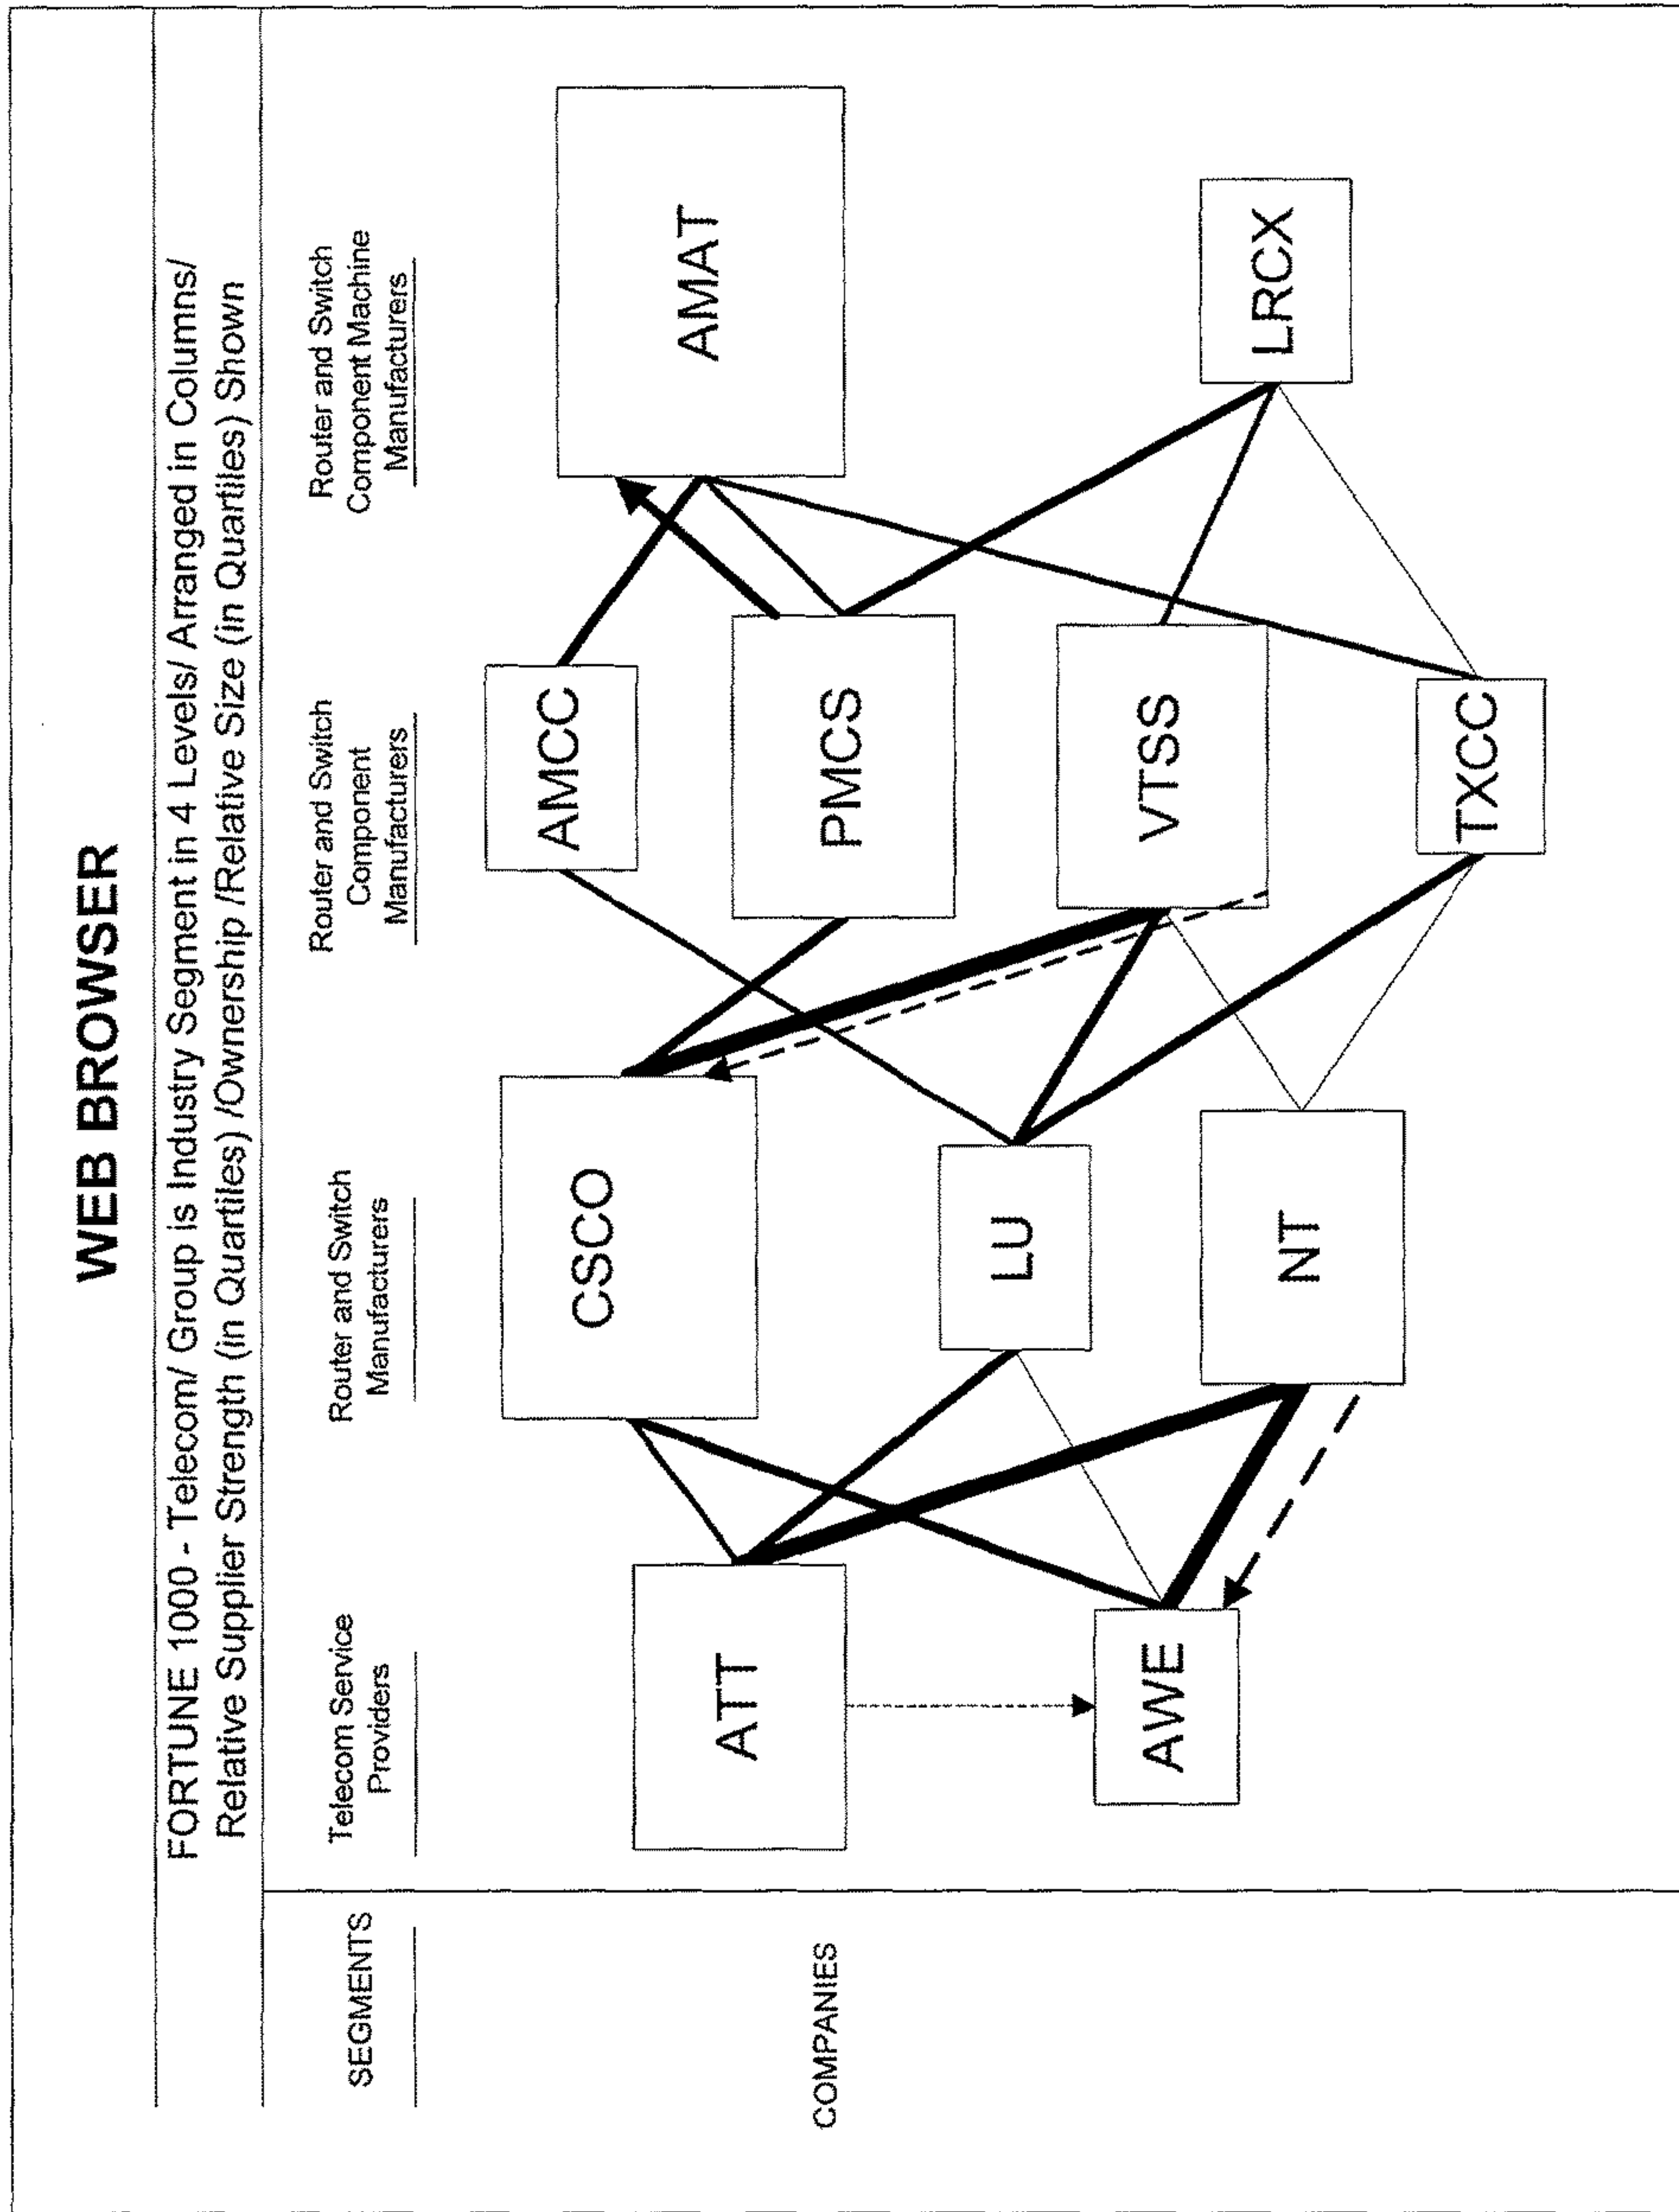 WEB BROWSER
FORTUNE 1000 - Telecom/ Group is Industry Segment in 4 Levels/ Arranged in Columns/
Relative Supplier Strength (in Quartiles) /Ownership /Relative Size (in Quartiles) Shown
SEGMENTS
Telecom Service
Providers
Router and Switch
Manufacturers
Router and Switch
Component
Manufacturers
Router and Switch
Component Machine
Manufacturers
COMPANIES
ATT
AWE
CSCO
LU
NT
AMCC
PMCS
VTSS
TXCC
AMAT
LRCX